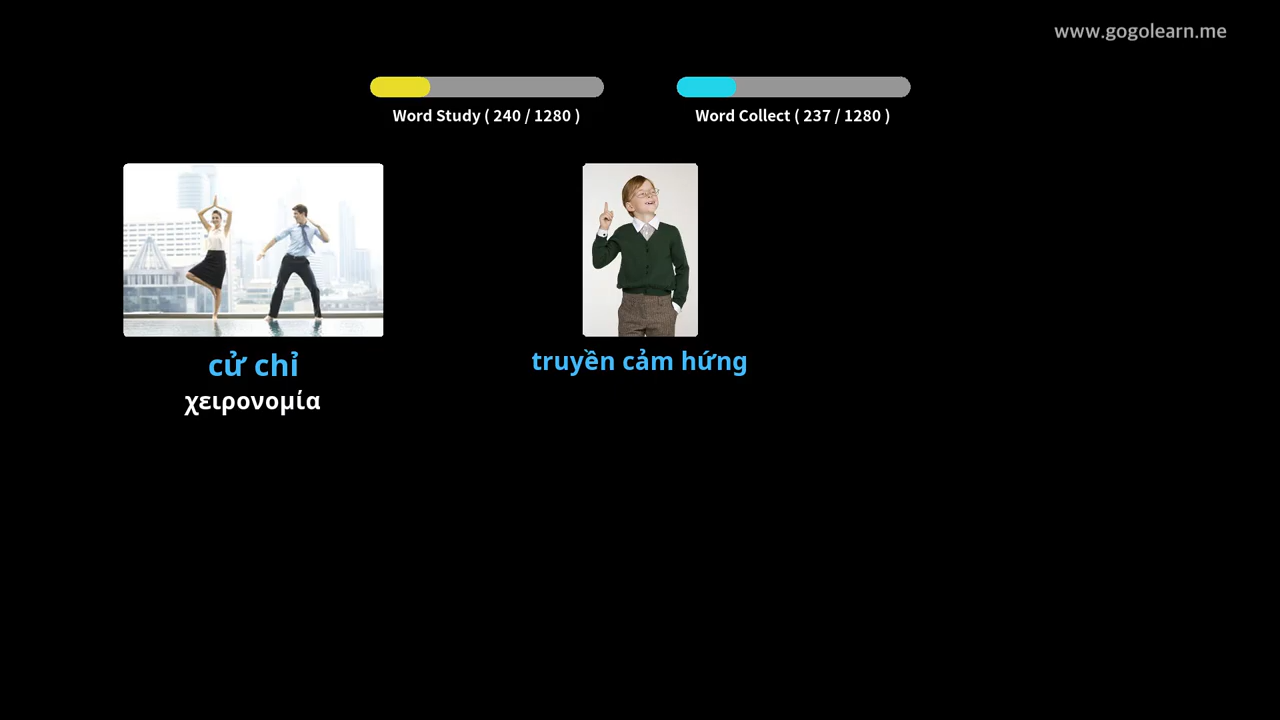 www.gogolearn.me
Word Study ( 240 / 1280 )
Word Collect ( 237 / 1280 )
cử chỉ
χειρονομία
truyền cảm hứng